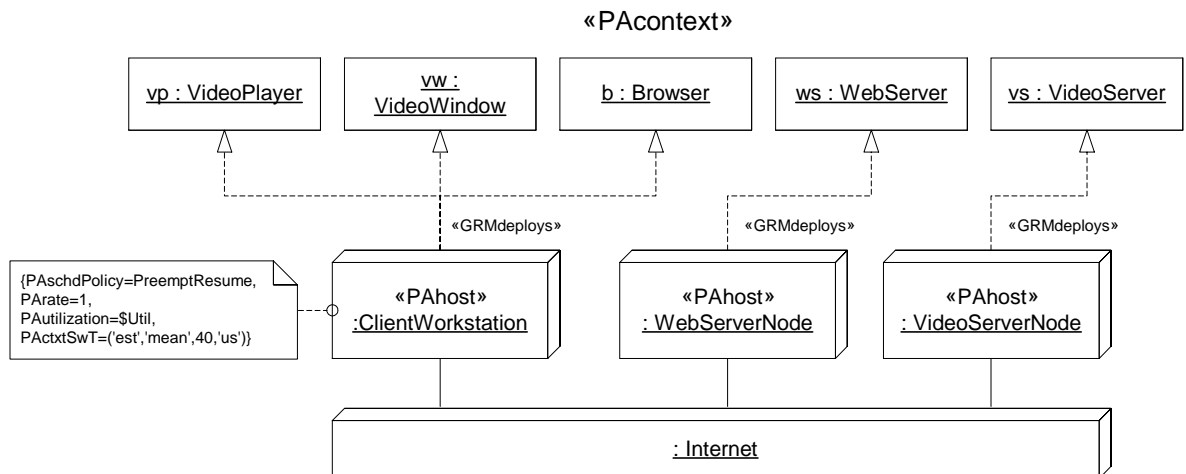 «PAcontext»
vp : VideoPlayer
vw :
VideoWindow
b : Browser
ws : WebServer
vs : VideoServer
«GRMdeploys»
«GRMdeploys»
«GRMdeploys»
{PAschdPolicy=PreemptResume,
PArate=1,
PAutilization=$Util,
PActxtSwT=('est','mean',40,'us')}
«PAhost»
:ClientWorkstation
«PAhost»
: WebServerNode
«PAhost»
: VideoServerNode
: Internet